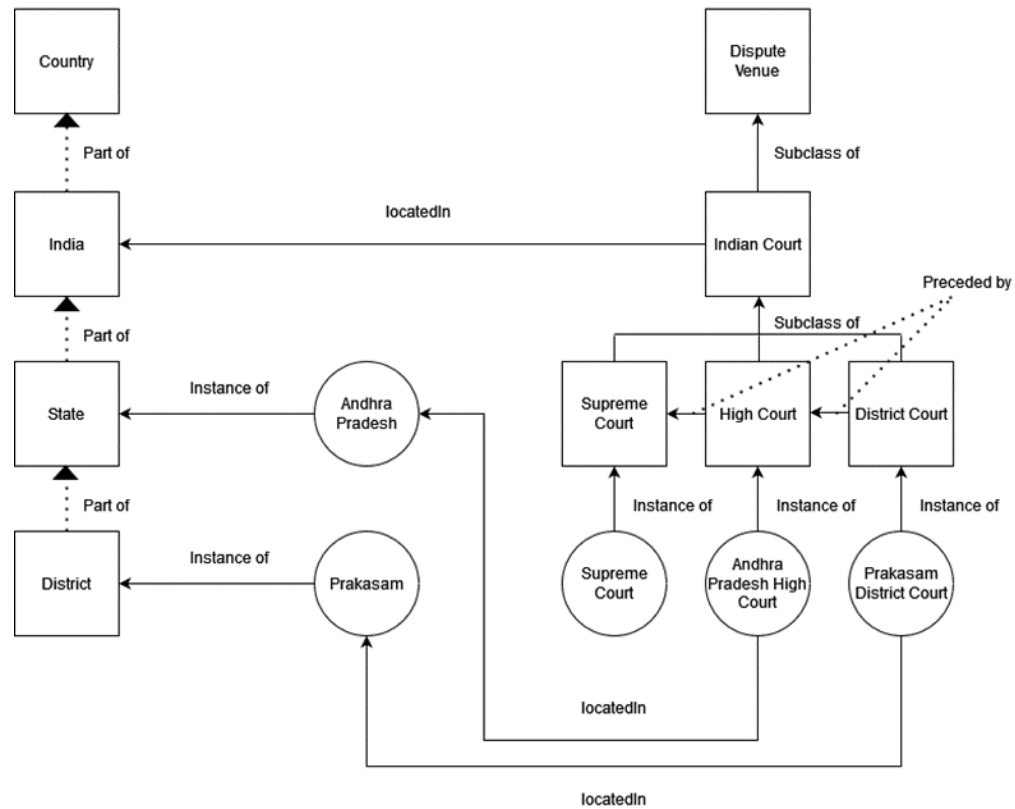 Country
Dispute
Venue
Part of
Subclass of
locatedIn
India
Indian Court
Preceded by
Part of
Subclass of
Instance of
State
Andhra
Pradesh
Supreme
Court
High Court
District Court
Part of
Instance of
Instance of
Instance of
Instance of
District
Prakasam
Supreme
Court
Andhra
Pradesh High
Court
Prakasam
District Court
locatedIn
locatedIn